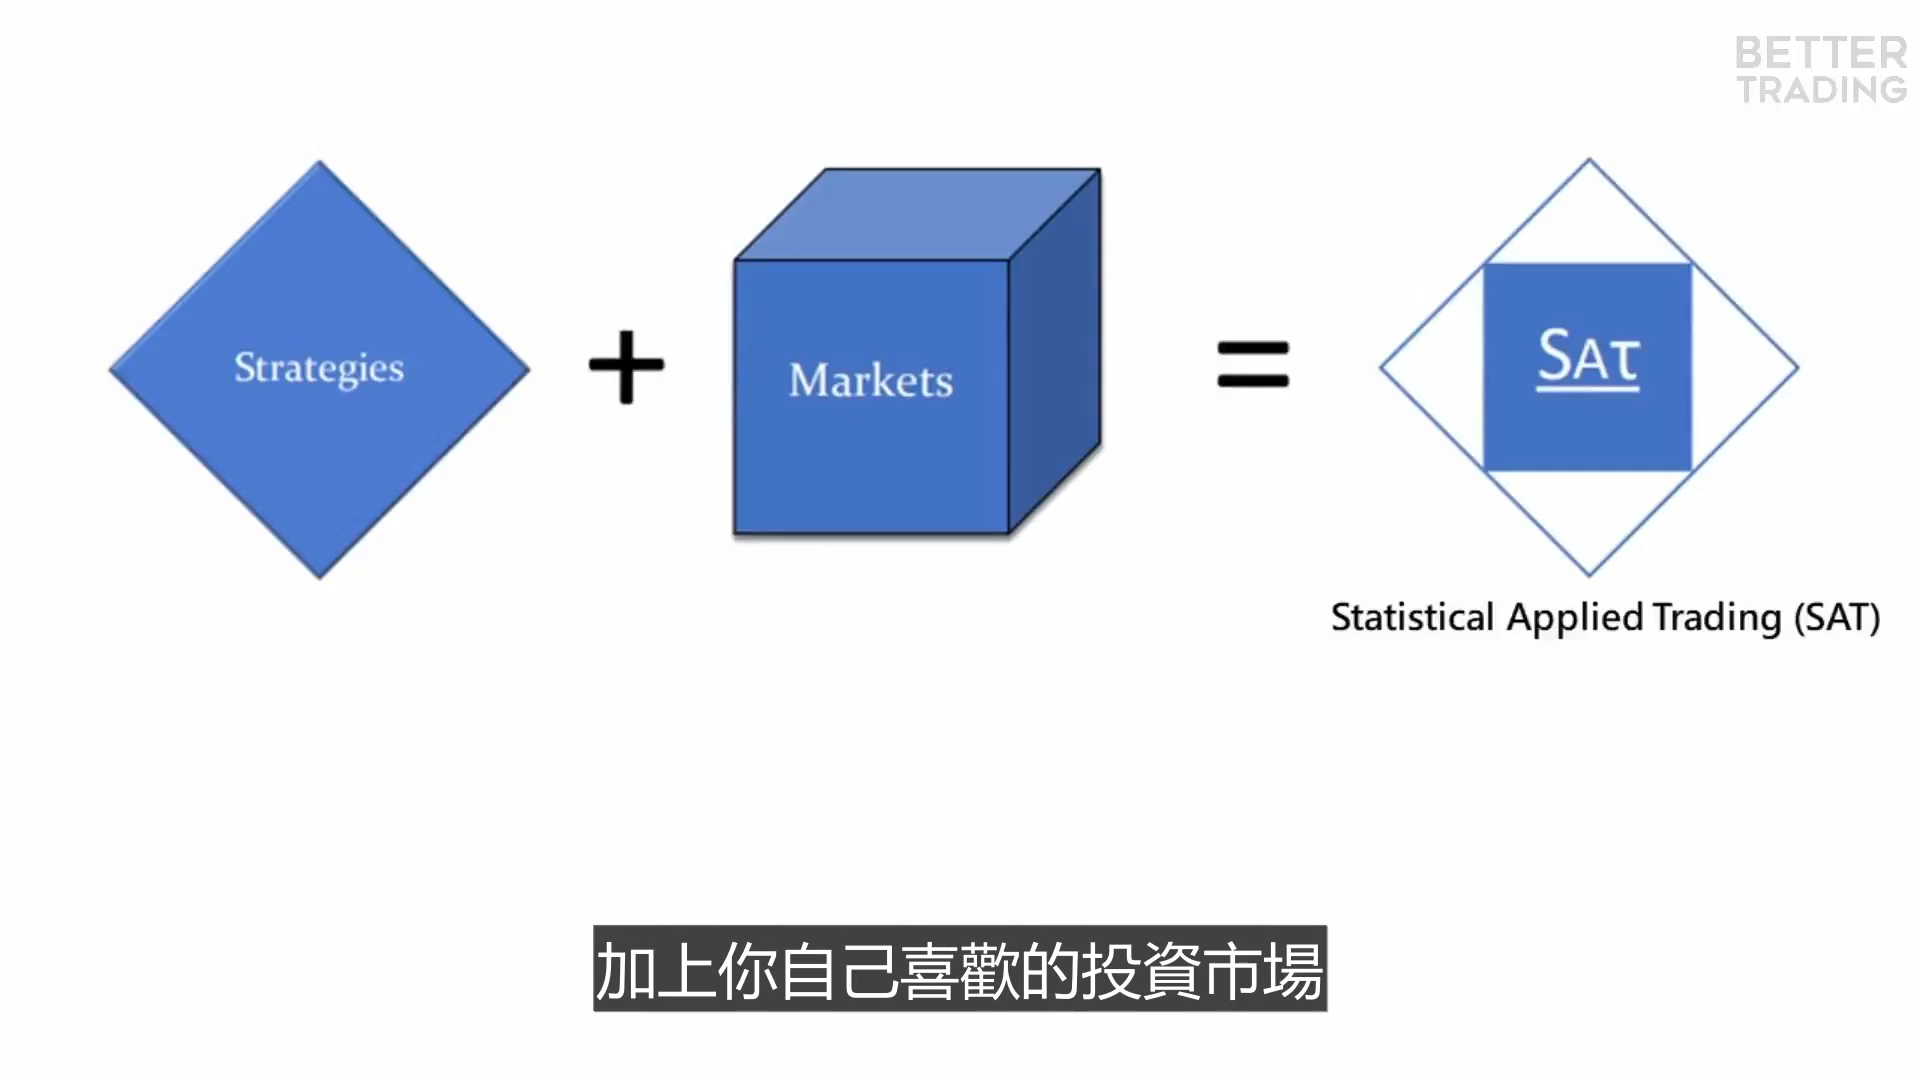 BETTER
TRADING
Strategies
+
Markets
=
SAτ
Statistical Applied Trading (SAT)
加上你自己喜歡的投資市場